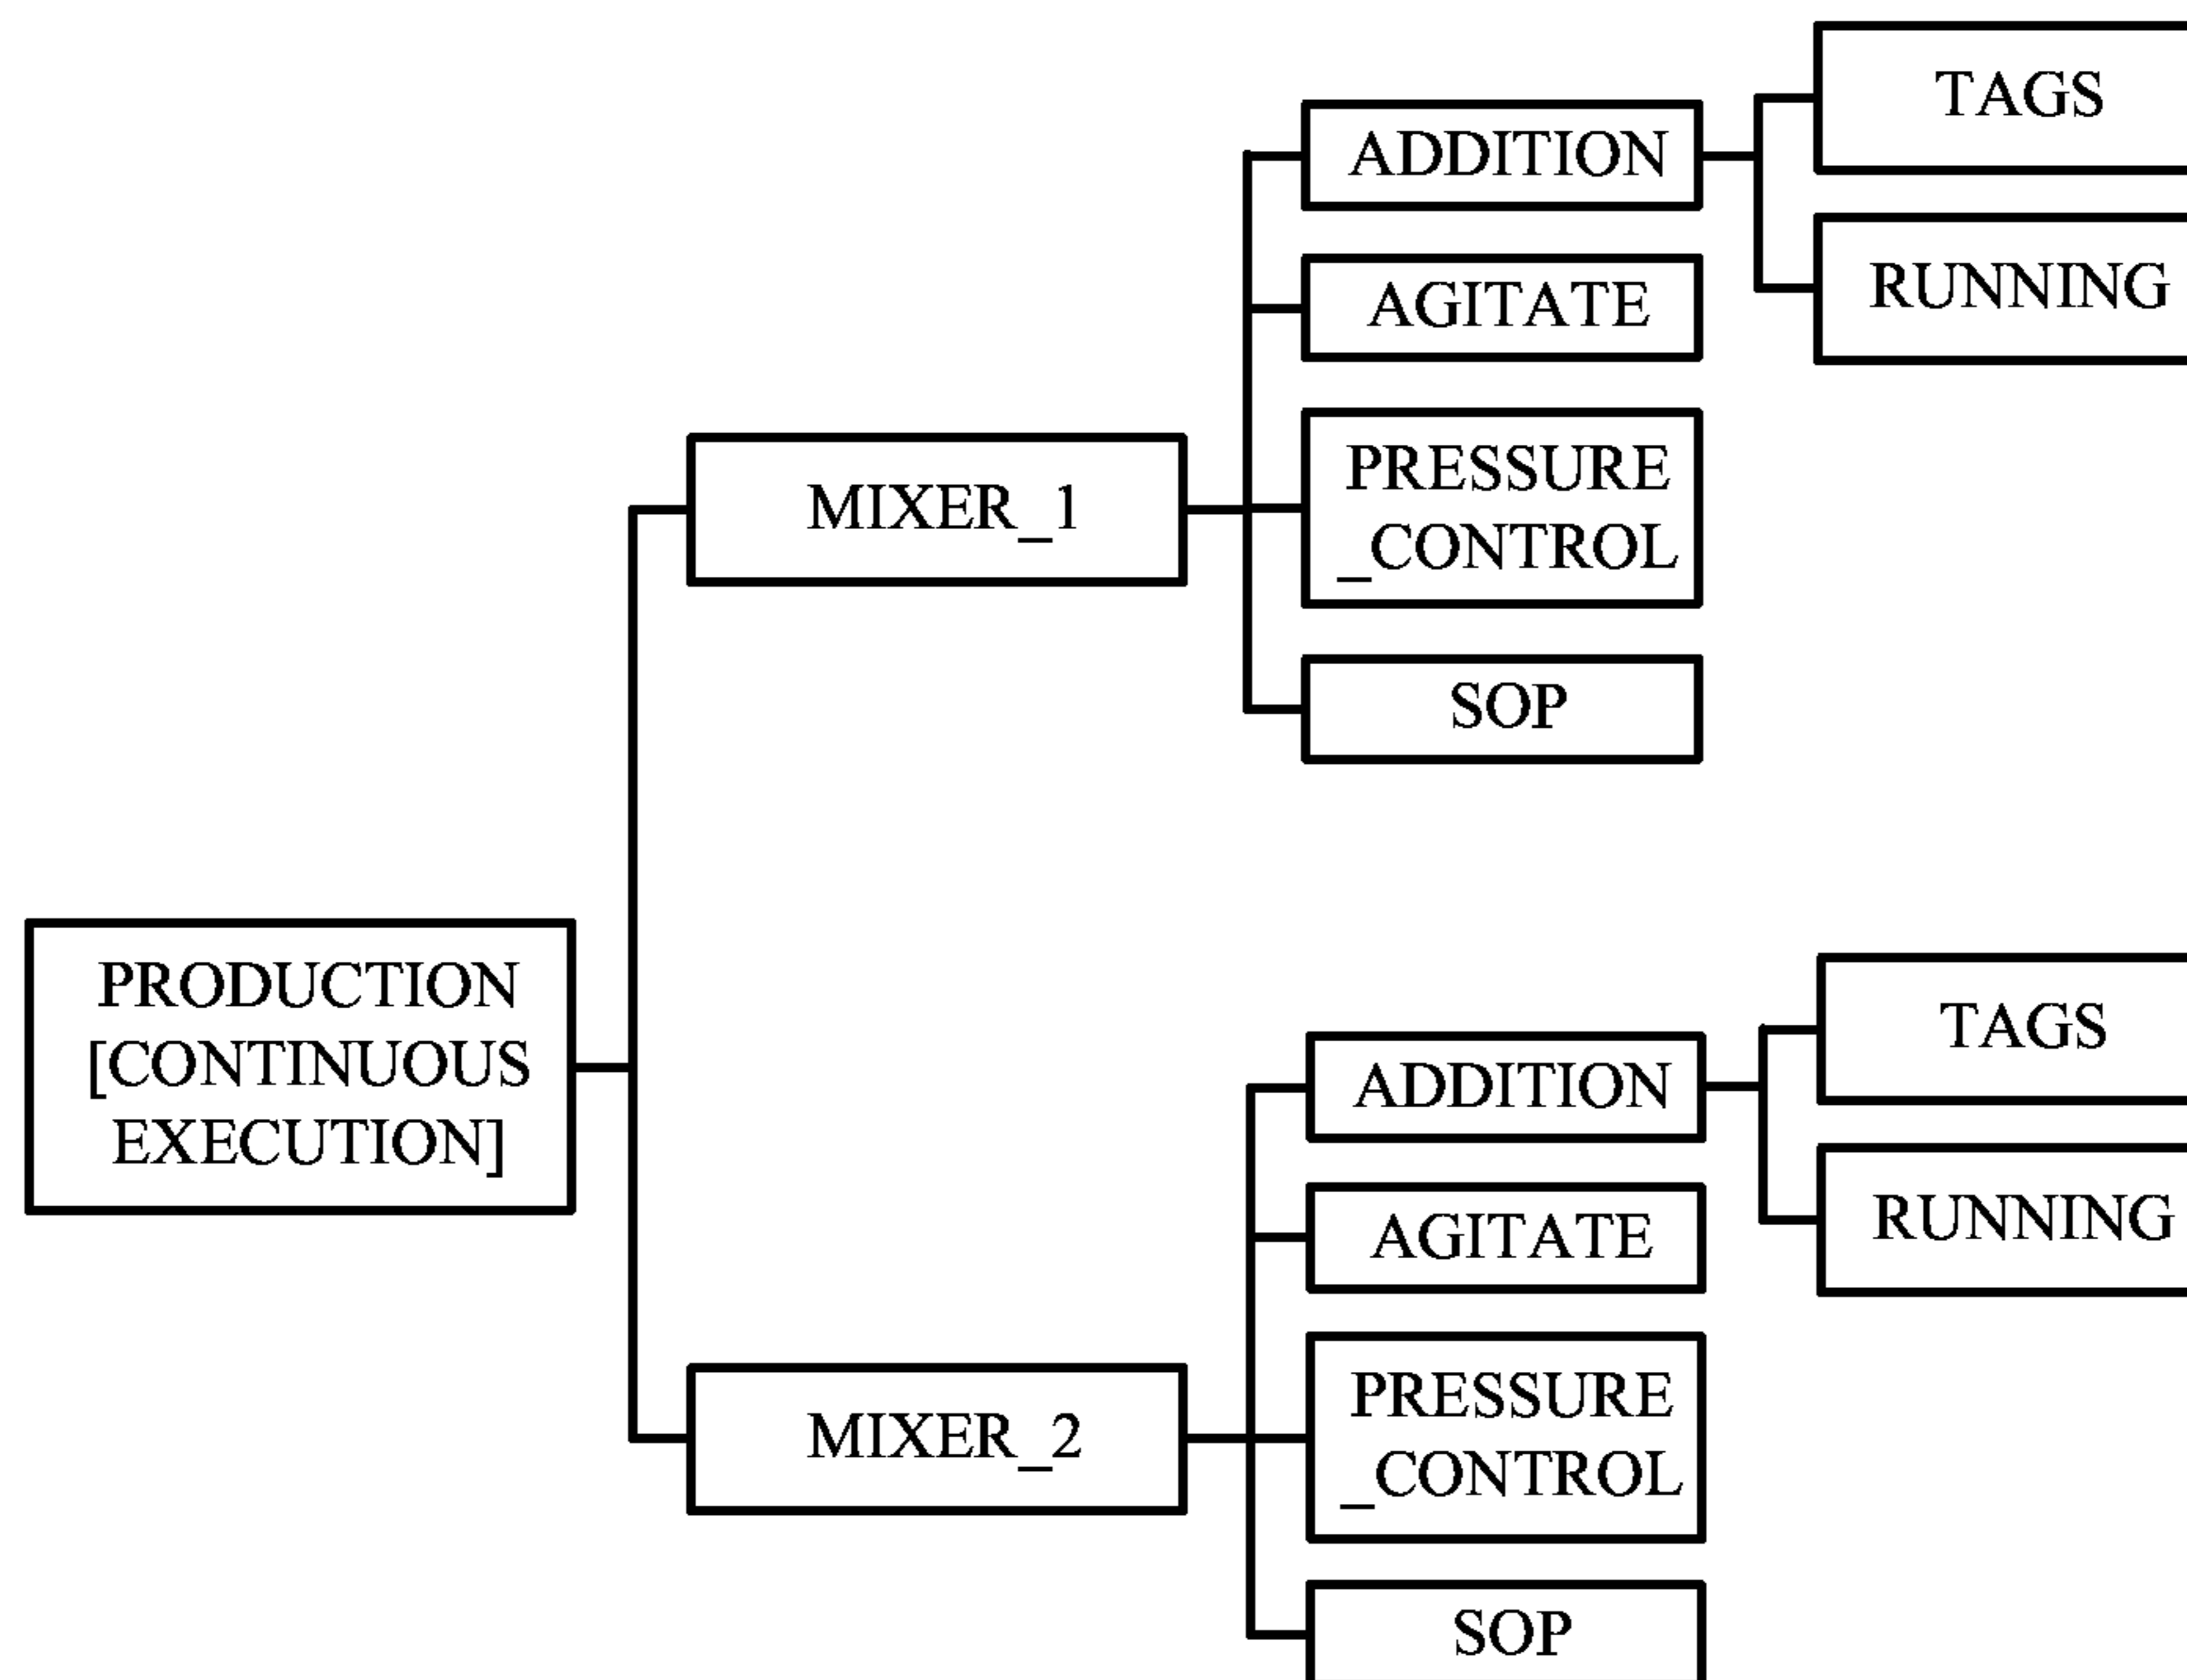 TAGS
ADDITION
RUNNING
AGITATE
PRESSURE
_CONTROL
MIXER_1
SOP
PRODUCTION
[CONTINUOUS
EXECUTION]
TAGS
ADDITION
RUNNING
AGITATE
PRESSURE
_CONTROL
MIXER_2
SOP